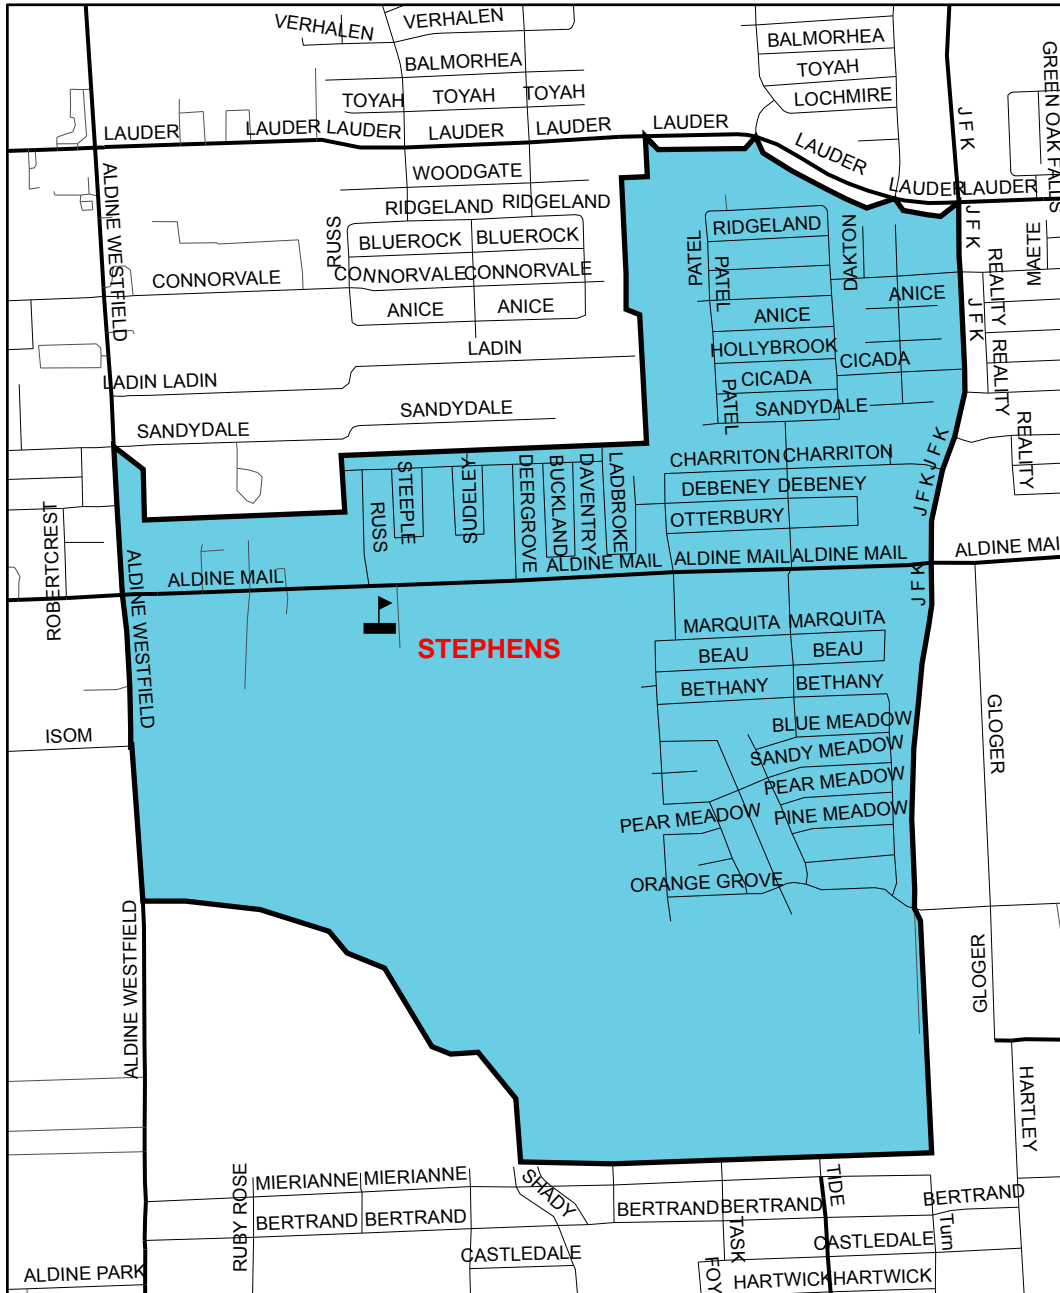 VERHALEN
VERHALEN
BALMORHEA
BALMORHEA
TOYAH
TOYAH
TOYAH
TOYAH
LOCHMIRE
GREEN OAK FALLS
LAUDER
LAUDER
LAUDER
LAUDER
LAUDER
LAUDER
LAUDER
LAUDER
LAUDER
J F K
ALDINE WESTFIELD
WOODGATE
RIDGELAND
RIDGELAND
RUSS
BLUEROCK
BLUEROCK
CONNORVALE
CONNORVALE
CONNORVALE
ANICE
ANICE
LADIN
LADIN
LADIN
SANDYDALE
SANDYDALE
PATEL
PATEL
RIDGELAND
DAKTON
J F K
J F K
REALITY
MAETE
ANICE
ANICE
HOLLYBROOK
CICADA
CICADA
PATEL
SANDYDALE
REALITY
REALITY
CHARRITON
CHARRITON
J F K
J F K
DEBENEY
DEBENEY
OTTERBURY
STEEPLE
RUSS
SUDELEY
DEERGROVE
BUCKLAND
DAVENTRY
LADBROKE
ROBERTCREST
ALDINE WESTFIELD
ALDINE MAIL
ALDINE MAIL
ALDINE MAIL
ALDINE MAIL
ALDINE MAI
J F K
STEPHENS
MARQUITA
MARQUITA
BEAU
BEAU
BETHANY
BETHANY
ISOM
BLUE MEADOW
SANDY MEADOW
PEAR MEADOW
PEAR MEADOW
PINE MEADOW
GLOGER
ORANGE GROVE
ALDINE WESTFIELD
GLOGER
HARTLEY
RUBY ROSE
MIERIANNE
MIERIANNE
SHADY
BERTRAND
BERTRAND
BERTRAND
BERTRAND
BERTRAND
TIDE
TASK
Turn
CASTLEDALE
CASTLEDALE
ALDINE PARK
FOY
HARTWICK
HARTWICK